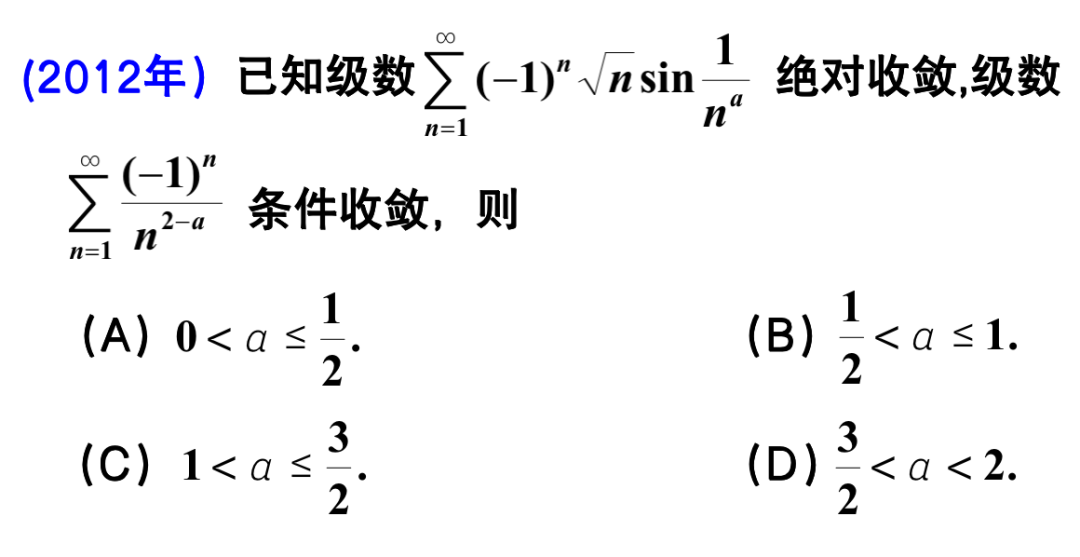 (2012年) 已知级数 $\sum_{n=1}^{\infty} (-1)^n \sqrt{n} \sin \frac{1}{n^a}$ 绝对收敛,级数
$\sum_{n=1}^{\infty} \frac{(-1)^n}{n^{2-a}}$ 条件收敛，则
(A) $0 < a \leq \frac{1}{2}$. (B) $\frac{1}{2} < a \leq 1$.
(C) $1 < a \leq \frac{3}{2}$. (D) $\frac{3}{2} < a < 2$.